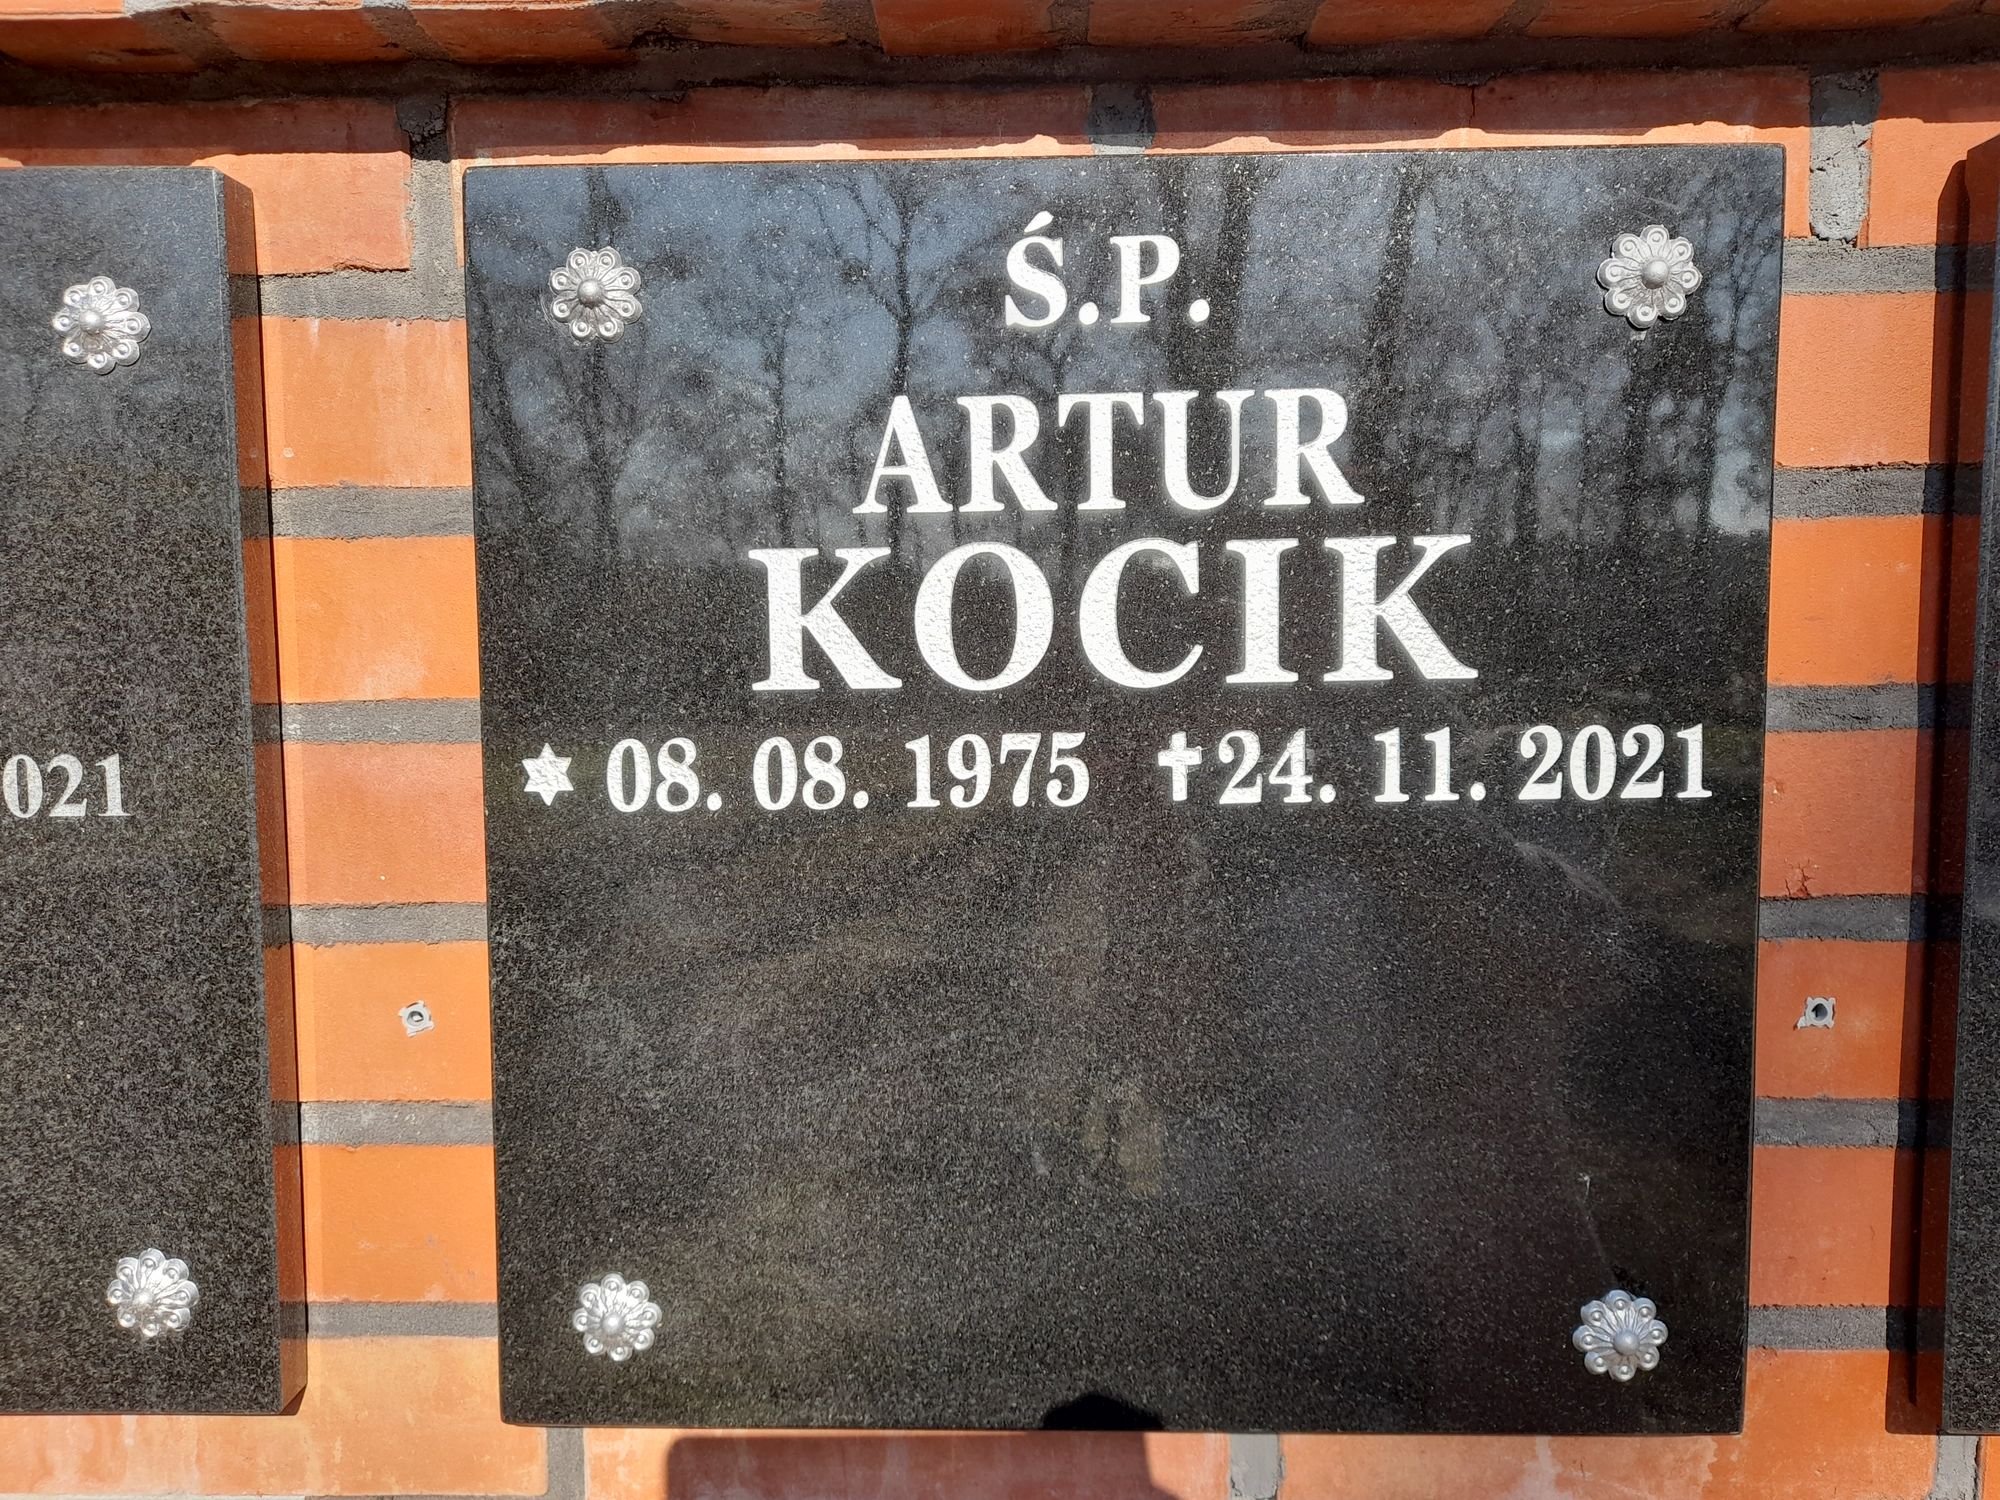 Ś.P.
ARTUR
KOCIK
✶ 08. 08. 1975 ✝ 24. 11. 2021
021